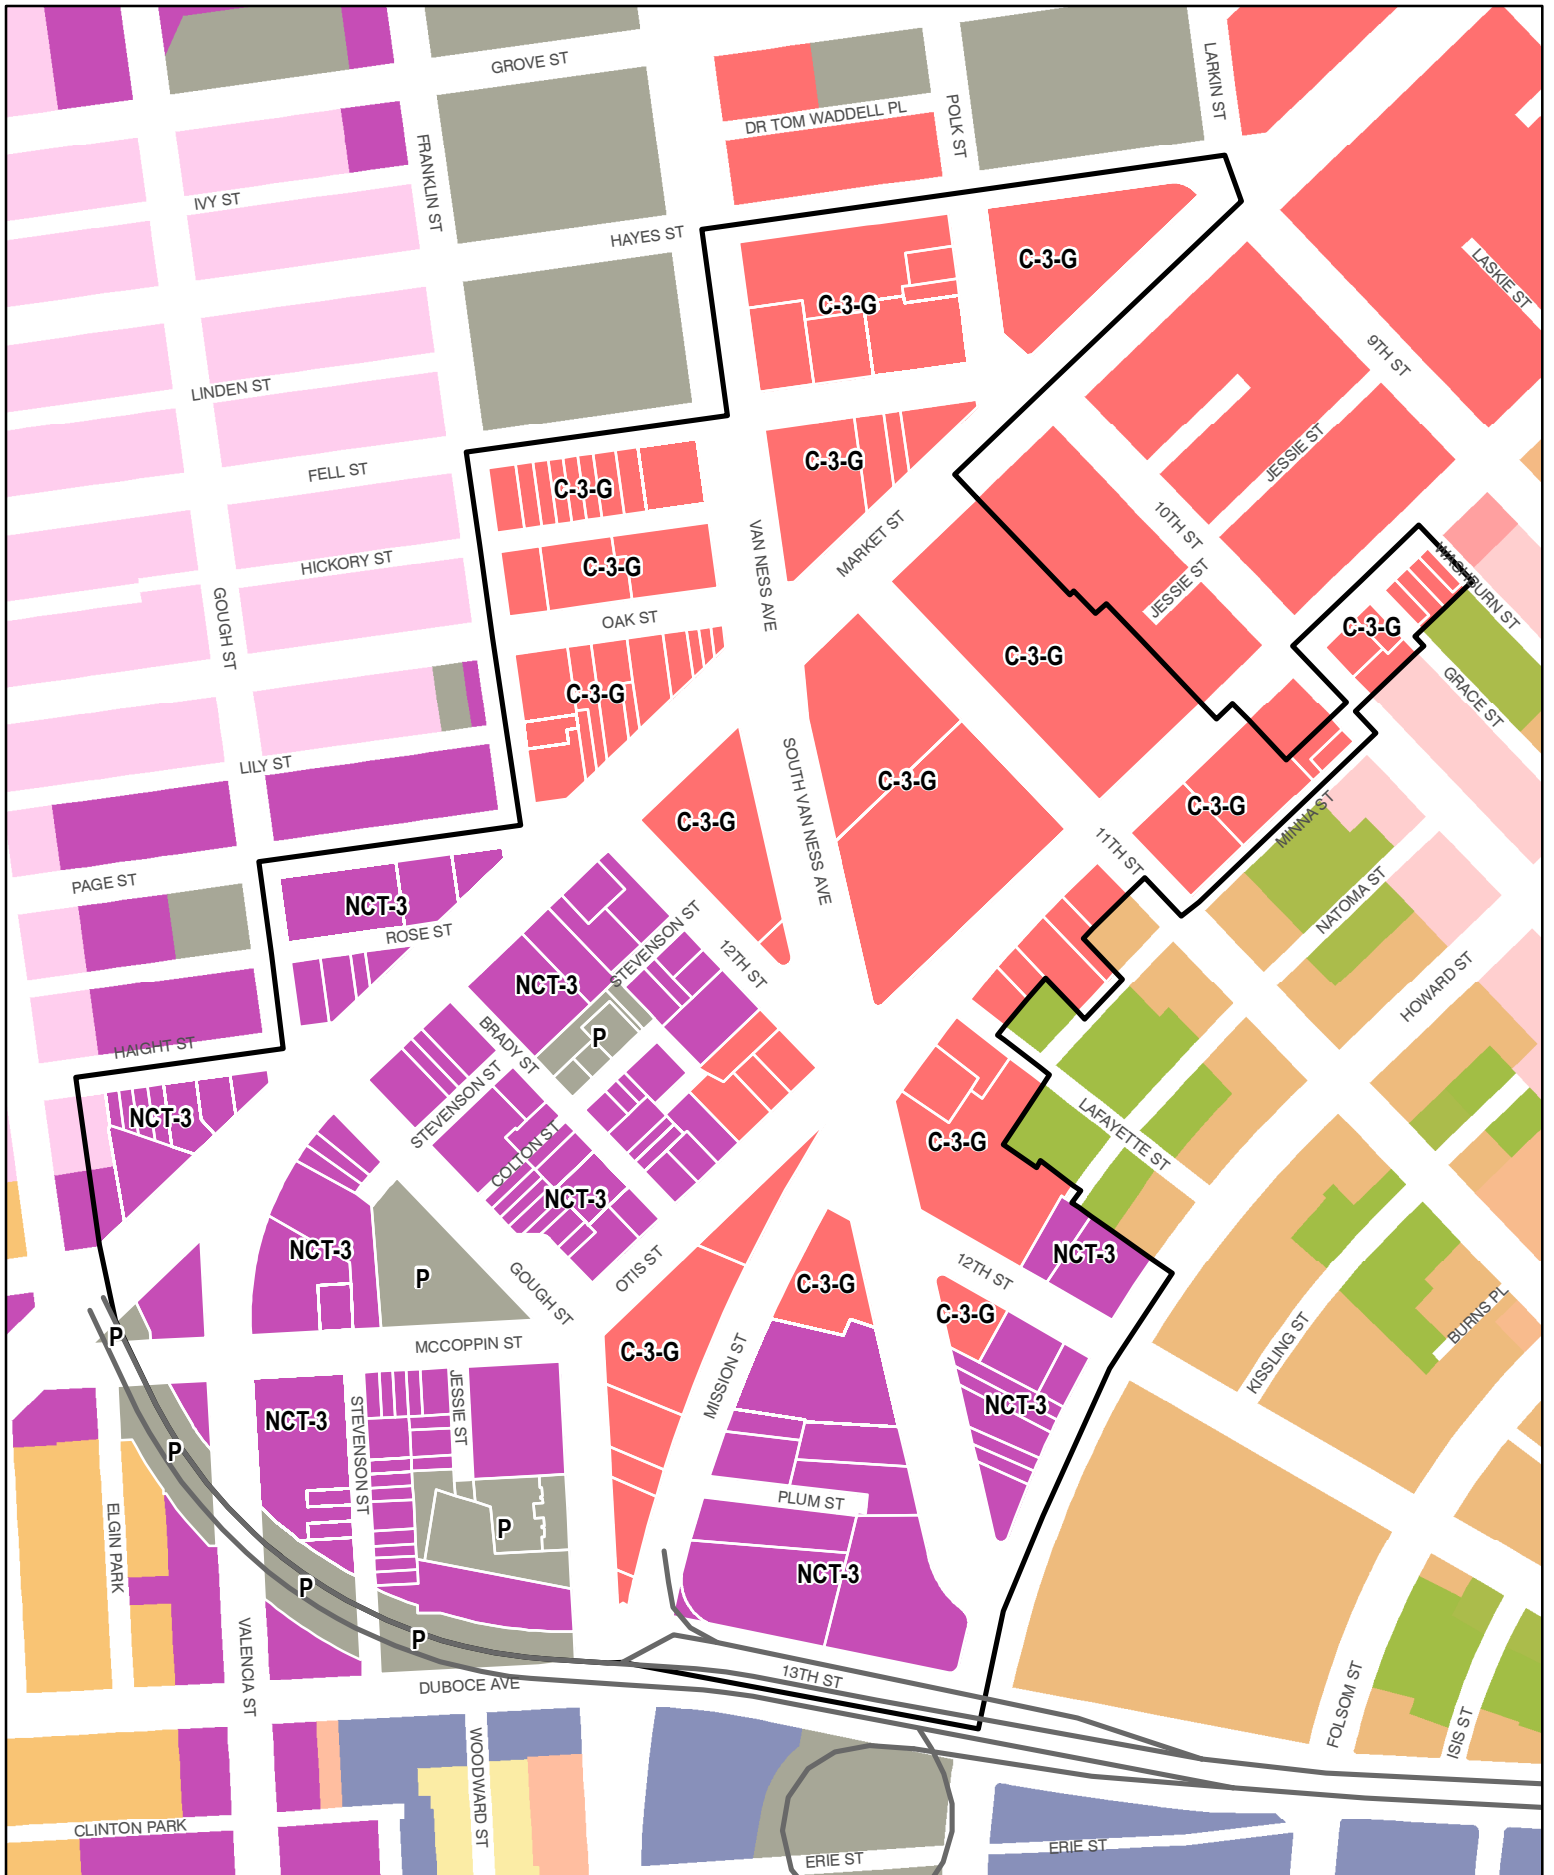 GROVE ST
LARKIN ST
POLK ST
DR TOM WADDELL PL
FRANKLIN ST
IVY ST
HAYES ST
C-3-G
LASKIE ST
C-3-G
9TH ST
LINDEN ST
C-3-G
JESSIE ST
FELL ST
C-3-G
10TH ST
MARKET ST
VAN NESS AVE
HICKORY ST
C-3-G
JESSIE ST
WASHBURN ST
OAK ST
GOUGH ST
C-3-G
C-3-G
C-3-G
GRACE ST
LILY ST
C-3-G
SOUTH VAN NESS AVE
C-3-G
C-3-G
MINNA ST
11TH ST
PAGE ST
NCT-3
NATOMA ST
ROSE ST
STEVENSON ST
12TH ST
NCT-3
HOWARD ST
BRADY ST
P
HAIGHT ST
STEVENSON ST
NCT-3
LAFAYETTE ST
COLTON ST
C-3-G
NCT-3
NCT-3
NCT-3
P
OTIS ST
12TH ST
C-3-G
GOUGH ST
C-3-G
BURNS PL
P
MCCOPPIN ST
C-3-G
KISSLING ST
MISSION ST
JESSIE ST
NCT-3
NCT-3
STEVENSON ST
P
PLUM ST
P
ELGIN PARK
NCT-3
P
P
VALENCIA ST
13TH ST
DUBOCE AVE
FOLSOM ST
ISIS ST
WOODWARD ST
CLINTON PARK
ERIE ST
ERIE ST